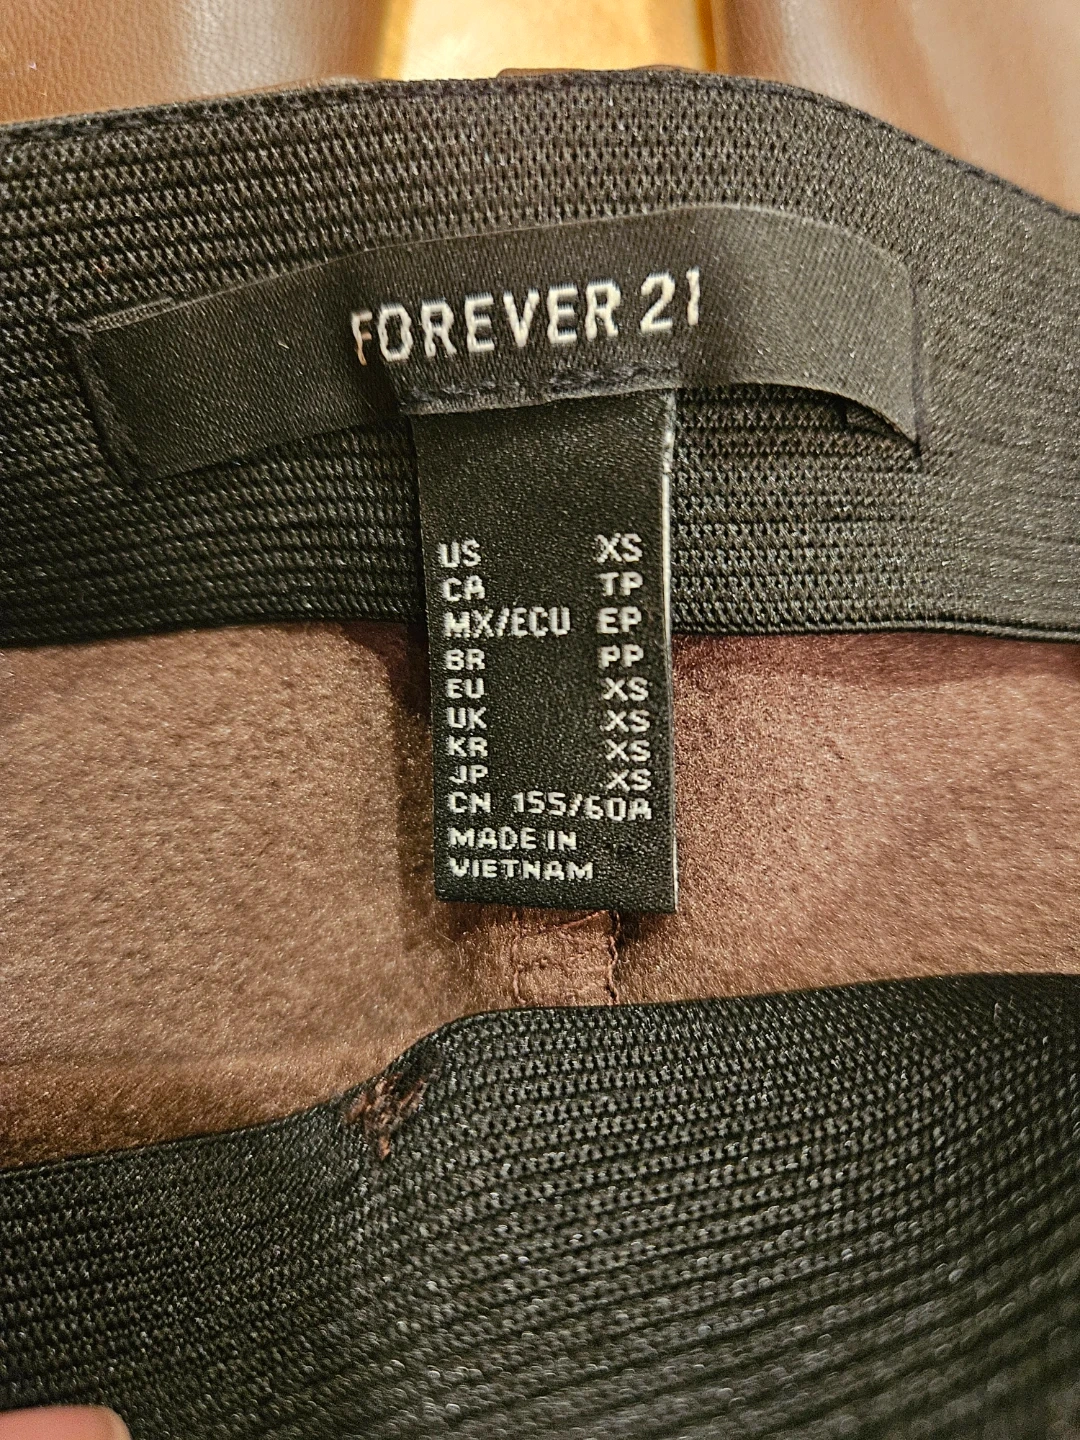 FOREVER 21
US XS
CA TP
MX/ECU EP
BR PP
EU XS
UK XS
KR XS
JP XS
CN 155/60A
MADE IN
VIETNAM